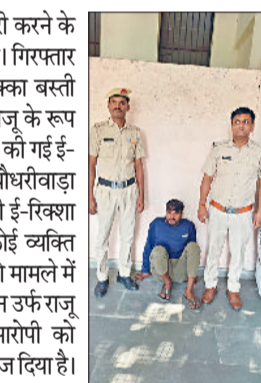 री करने के
। गिरफ्तार
क्का बस्ती
ाजू के रूप
की गई ई-
चौधरीवाड़ा
ी ई-रिक्शा
ोई व्यक्ति
ो मामले में
न उर्फ राजू
आरोपी को
ज दिया है।